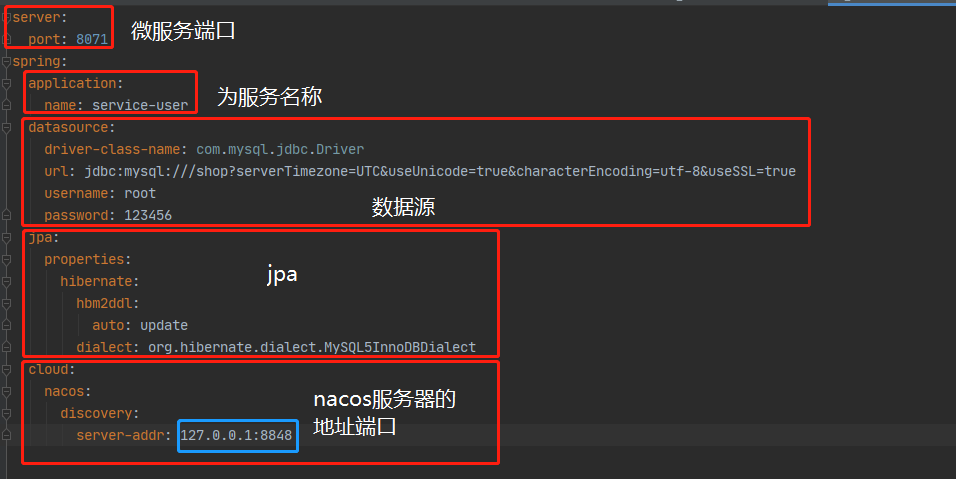 server:
port: 8071
微服务端口
spring:
application:
name: service-user
为服务名称
datasource:
driver-class-name: com.mysql.jdbc.Driver
url: jdbc:mysql:///shop?serverTimezone=UTC&useUnicode=true&characterEncoding=utf-8&useSSL=true
username: root
password: 123456
数据源
jpa:
properties:
hibernate:
jpa
hbm2ddl:
auto: update
dialect: org.hibernate.dialect.MySQL5InnoDBDialect
cloud:
nacos:
discovery:
server-addr: 127.0.0.1:8848
nacos服务器的
地址端口